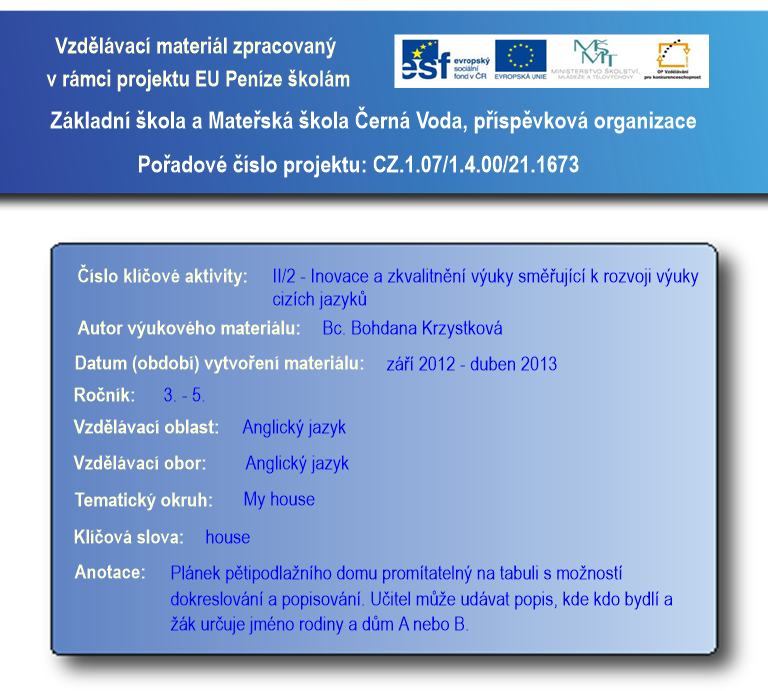 Vzdělávací materiál zpracovaný
v rámci projektu EU Peníze školám
esf evropský
sociální
fond v ČR
EVROPSKÁ UNIE
MINISTERSTVO ŠKOLSTVÍ,
MLÁDEŽE A TĚLOVÝCHOVY
OP Vzdělávání
pro konkurenceschopnost
Základní škola a Mateřská škola Černá Voda, příspěvková organizace
Pořadové číslo projektu: CZ.1.07/1.4.00/21.1673
Číslo klíčové aktivity: II/2 - Inovace a zkvalitnění výuky směřující k rozvoji výuky
cizích jazyků
Autor výukového materiálu: Bc. Bohdana Krzystková
Datum (období) vytvoření materiálu: září 2012 - duben 2013
Ročník: 3. - 5.
Vzdělávací oblast: Anglický jazyk
Vzdělávací obor: Anglický jazyk
Tematický okruh: My house
Klíčová slova: house
Anotace: Plánek pětipodlažního domu promítatelný na tabuli s možností
dokreslování a popisování. Učitel může udávat popis, kde kdo bydlí a
žák určuje jméno rodiny a dům A nebo B.